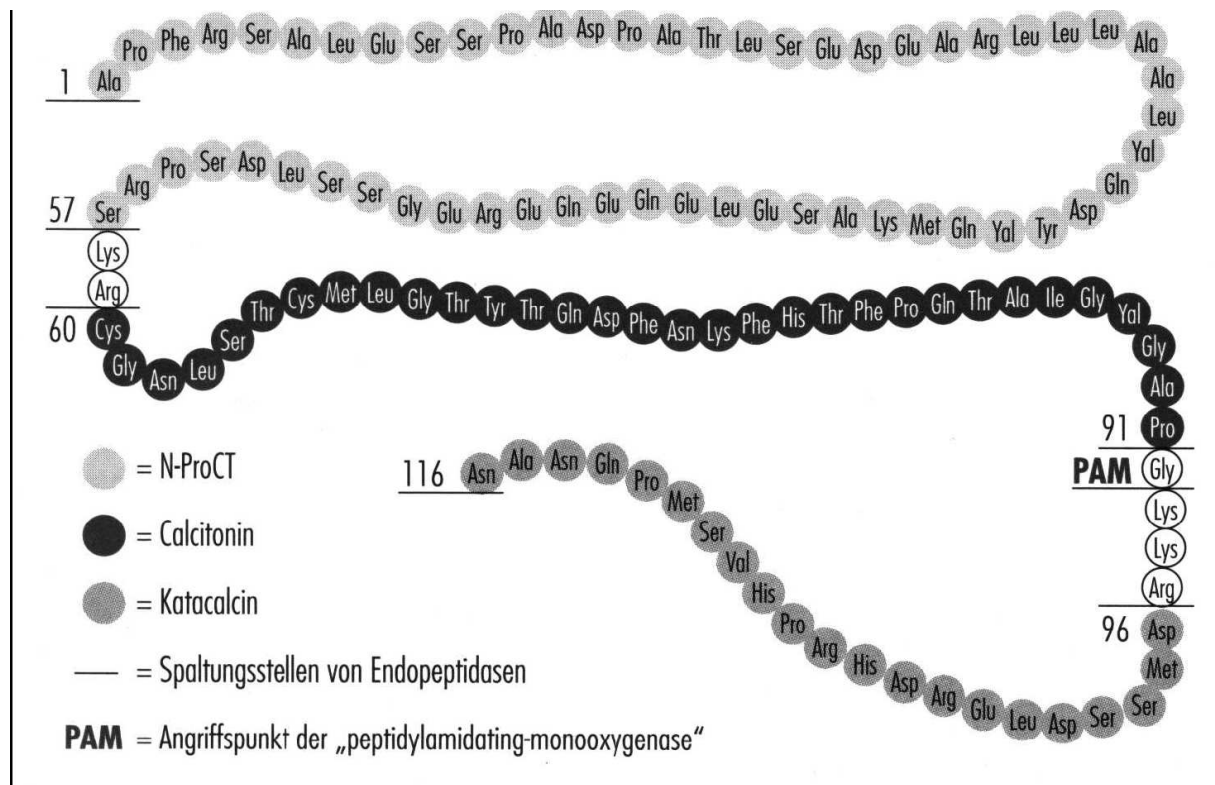 1 Ala Pro Phe Arg Ser Ala Leu Glu Ser Ser Pro Ala Asp Pro Ala Thr Leu Ser Glu Asp Glu Ala Arg Leu Leu Leu Ala
Ala
Leu
Yal
Gln
57 Ser Arg Pro Ser Asp Leu Ser Ser Gly Glu Arg Glu Gln Glu Gln Glu Leu Glu Ser Ala Lys Met Gln Yal Tyr Asp
Lys
Arg
60 Cys Gly Asn Leu Ser Thr Cys Met Leu Gly Thr Tyr Thr Gln Asp Phe Asn Lys Phe His Thr Phe Pro Gln Thr Ala Ile Gly Yal
Gly
Ala
91 Pro
PAM Gly
Lys
Lys
Arg
96 Asp
Met
116 Asn Ala Asn Gln Pro Met Ser Val His Pro Arg His Asp Arg Glu Leu Asp Ser Ser
= N-ProCT
= Calcitonin
= Katacalcin
— = Spaltungsstellen von Endopeptidasen
PAM = Angriffspunkt der „peptidylamidating-monooxygenase“